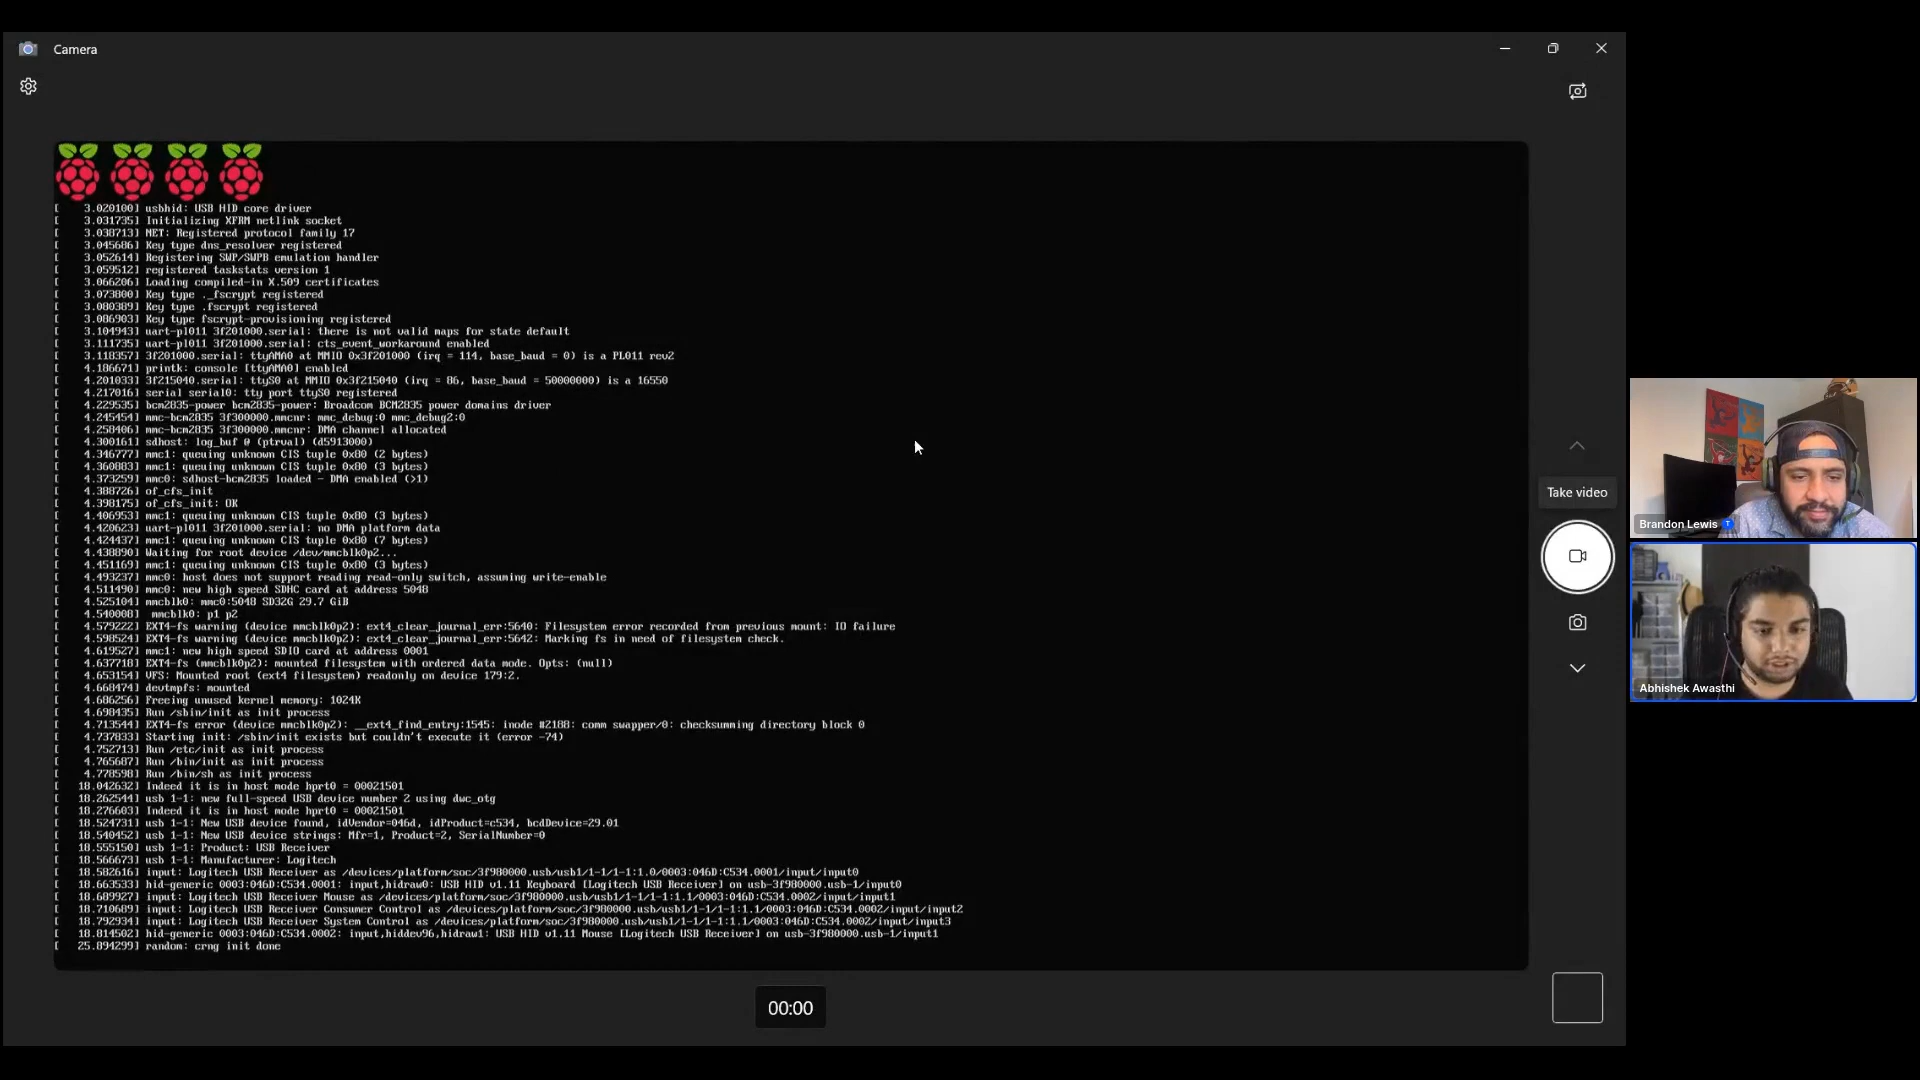 Camera
[    3.020100] usbhid: USB HID core driver
[    3.031735] Initializing XFRM netlink socket
[    3.038713] NET: Registered protocol family 17
[    3.045686] Key type dns_resolver registered
[    3.052614] Registering SWP/SWPB emulation handler
[    3.059512] registered taskstats version 1
[    3.066206] Loading compiled-in X.509 certificates
[    3.073800] Key type ._fscrypt registered
[    3.080389] Key type .fscrypt registered
[    3.086903] Key type fscrypt-provisioning registered
[    3.104943] uart-pl011 3f201000.serial: there is not valid maps for state default
[    3.111735] uart-pl011 3f201000.serial: cts_event_workaround enabled
[    3.118357] 3f201000.serial: ttyAMA0 at MMIO 0x3f201000 (irq = 114, base_baud = 0) is a PL011 rev2
[    4.186671] printk: console [ttyAMA0] enabled
[    4.201033] 3f215040.serial: ttyS0 at MMIO 0x3f215040 (irq = 86, base_baud = 50000000) is a 16550
[    4.217016] serial serial0: tty port ttyS0 registered
[    4.229535] bcm2835-power bcm2835-power: Broadcom BCM2835 power domains driver
[    4.245454] mmc-bcm2835 3f300000.mmcnr: mmc_debug:0 mmc_debug2:0
[    4.258406] mmc-bcm2835 3f300000.mmcnr: DMA channel allocated
[    4.300161] sdhost: log_buf @ (ptrval) (d5913000)
[    4.346777] mmc1: queuing unknown CIS tuple 0x80 (2 bytes)
[    4.360883] mmc1: queuing unknown CIS tuple 0x80 (3 bytes)
[    4.373259] mmc0: sdhost-bcm2835 loaded - DMA enabled (>1)
[    4.388726] of_cfs_init
[    4.398175] of_cfs_init: OK
[    4.406953] mmc1: queuing unknown CIS tuple 0x80 (3 bytes)
[    4.420623] uart-pl011 3f201000.serial: no DMA platform data
[    4.424437] mmc1: queuing unknown CIS tuple 0x80 (7 bytes)
[    4.438890] Waiting for root device /dev/mmcblk0p2...
[    4.451169] mmc1: queuing unknown CIS tuple 0x80 (3 bytes)
[    4.493237] mmc0: host does not support reading read-only switch, assuming write-enable
[    4.511490] mmc0: new high speed SDHC card at address 5048
[    4.525104] mmcblk0: mmc0:5048 SD32G 29.7 GiB
[    4.540008]  mmcblk0: p1 p2
[    4.579222] EXT4-fs warning (device mmcblk0p2): ext4_clear_journal_err:5640: Filesystem error recorded from previous mount: IO failure
[    4.598524] EXT4-fs warning (device mmcblk0p2): ext4_clear_journal_err:5642: Marking fs in need of filesystem check.
[    4.619527] mmc1: new high speed SDIO card at address 0001
[    4.637718] EXT4-fs (mmcblk0p2): mounted filesystem with ordered data mode. Opts: (null)
[    4.653154] VFS: Mounted root (ext4 filesystem) readonly on device 179:2.
[    4.668474] devtmpfs: mounted
[    4.686256] Freeing unused kernel memory: 1024K
[    4.698435] Run /sbin/init as init process
[    4.713544] EXT4-fs error (device mmcblk0p2): __ext4_find_entry:1545: inode #2188: comm swapper/0: checksumming directory block 0
[    4.737833] Starting init: /sbin/init exists but couldn't execute it (error -74)
[    4.752713] Run /etc/init as init process
[    4.765687] Run /bin/init as init process
[    4.778598] Run /bin/sh as init process
[   18.042632] Indeed it is in host mode hprt0 = 00021501
[   18.262544] usb 1-1: new full-speed USB device number 2 using dwc_otg
[   18.276603] Indeed it is in host mode hprt0 = 00021501
[   18.524731] usb 1-1: New USB device found, idVendor=046d, idProduct=c534, bcdDevice=29.01
[   18.540452] usb 1-1: New USB device strings: Mfr=1, Product=2, SerialNumber=0
[   18.555150] usb 1-1: Product: USB Receiver
[   18.566673] usb 1-1: Manufacturer: Logitech
[   18.582616] input: Logitech USB Receiver as /devices/platform/soc/3f980000.usb/usb1/1-1/1-1:1.0/0003:046D:C534.0001/input/input0
[   18.663533] hid-generic 0003:046D:C534.0001: input,hidraw0: USB HID v1.11 Keyboard [Logitech USB Receiver] on usb-3f980000.usb-1/input0
[   18.689927] input: Logitech USB Receiver Mouse as /devices/platform/soc/3f980000.usb/usb1/1-1/1-1:1.1/0003:046D:C534.0002/input/input1
[   18.710689] input: Logitech USB Receiver Consumer Control as /devices/platform/soc/3f980000.usb/usb1/1-1/1-1:1.1/0003:046D:C534.0002/input/input2
[   18.792934] input: Logitech USB Receiver System Control as /devices/platform/soc/3f980000.usb/usb1/1-1/1-1:1.1/0003:046D:C534.0002/input/input3
[   18.814502] hid-generic 0003:046D:C534.0002: input,hiddev96,hidraw1: USB HID v1.11 Mouse [Logitech USB Receiver] on usb-3f980000.usb-1/input1
[   25.894299] random: crng init done
Take video
00:00
Brandon Lewis T
Abhishek Awasthi